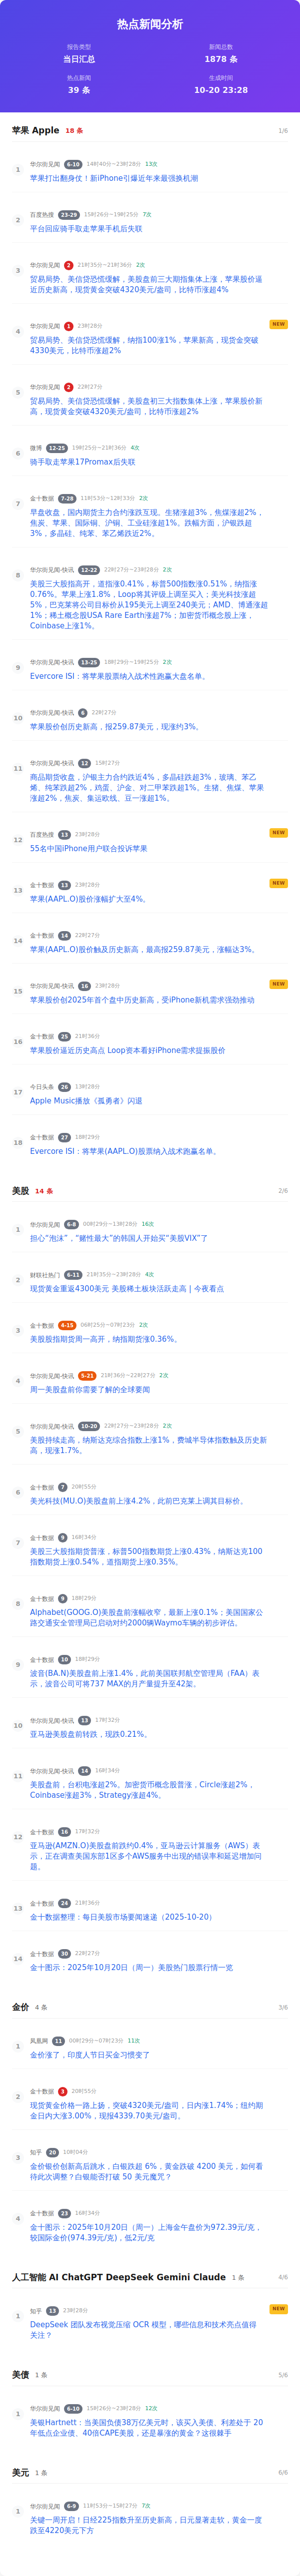 热点新闻分析
报告类型
当日汇总
新闻总数
1878 条
热点新闻
39 条
生成时间
10-20 23:28
苹果 Apple 18 条 1/6
1
华尔街见闻 6-10 14时40分~23时28分 13次
苹果打出翻身仗！新iPhone引爆近年来最强换机潮
2
百度热搜 23-29 15时26分~19时25分 7次
平台回应骑手取走苹果手机后失联
3
华尔街见闻 2 21时35分~21时36分 2次
贸易局势、美信贷恐慌缓解，美股盘前三大期指集体上涨，苹果股价逼
近历史新高，现货黄金突破4320美元/盎司，比特币涨超4%
4
华尔街见闻 1 23时28分 NEW
贸易局势、美信贷恐慌缓解，纳指100涨1%，苹果新高，现货金突破
4330美元，比特币涨超2%
5
华尔街见闻 2 22时27分
贸易局势、美信贷恐慌缓解，美股盘初三大指数集体上涨，苹果股价新
高，现货黄金突破4320美元/盎司，比特币涨超2%
6
微博 12-25 19时25分~21时36分 4次
骑手取走苹果17Promax后失联
7
金十数据 7-28 11时53分~12时33分 2次
早盘收盘，国内期货主力合约涨跌互现。生猪涨超3%，焦煤涨超2%，
焦炭、苹果、国际铜、沪铜、工业硅涨超1%。跌幅方面，沪银跌超
3%，多晶硅、纯苯、苯乙烯跌近2%。
8
华尔街见闻-快讯 12-22 22时27分~23时28分 2次
美股三大股指高开，道指涨0.41%，标普500指数涨0.51%，纳指涨
0.76%。苹果上涨1.8%，Loop将其评级上调至买入；美光科技涨超
5%，巴克莱将公司目标价从195美元上调至240美元；AMD、博通涨超
1%；稀土概念股USA Rare Earth涨超7%；加密货币概念股上涨，
Coinbase上涨1%。
9
华尔街见闻-快讯 13-25 18时29分~19时25分 2次
Evercore ISI：将苹果股票纳入战术性跑赢大盘名单。
10
华尔街见闻-快讯 6 22时27分
苹果股价创历史新高，报259.87美元，现涨约3%。
11
华尔街见闻-快讯 12 15时27分
商品期货收盘，沪银主力合约跌近4%，多晶硅跌超3%，玻璃、苯乙
烯、纯苯跌超2%，鸡蛋、沪金、对二甲苯跌超1%。生猪、焦煤、苹果
涨超2%，焦炭、集运欧线、豆一涨超1%。
12
百度热搜 13 23时28分 NEW
55名中国iPhone用户联合投诉苹果
13
金十数据 13 23时28分 NEW
苹果(AAPL.O)股价涨幅扩大至4%。
14
金十数据 14 22时27分
苹果(AAPL.O)股价触及历史新高，最高报259.87美元，涨幅达3%。
15
华尔街见闻-快讯 16 23时28分 NEW
苹果股价创2025年首个盘中历史新高，受iPhone新机需求强劲推动
16
金十数据 25 21时36分
苹果股价逼近历史高点 Loop资本看好iPhone需求提振股价
17
今日头条 26 13时28分
Apple Music播放《孤勇者》闪退
18
金十数据 27 18时29分
Evercore ISI：将苹果(AAPL.O)股票纳入战术跑赢名单。
美股 14 条 2/6
1
华尔街见闻 6-8 00时29分~13时28分 16次
担心“泡沫”，“赌性最大”的韩国人开始买“美股VIX”了
2
财联社热门 6-11 21时35分~23时28分 4次
现货黄金重返4300美元 美股稀土板块活跃走高 | 今夜看点
3
金十数据 4-15 06时25分~07时23分 2次
美股股指期货周一高开，纳指期货涨0.36%。
4
华尔街见闻-快讯 5-21 21时36分~22时27分 2次
周一美股盘前你需要了解的全球要闻
5
华尔街见闻-快讯 10-20 22时27分~23时28分 2次
美股持续走高，纳斯达克综合指数上涨1%，费城半导体指数触及历史新
高，现涨1.7%。
6
金十数据 7 20时55分
美光科技(MU.O)美股盘前上涨4.2%，此前巴克莱上调其目标价。
7
金十数据 9 16时34分
美股三大股指期货普涨，标普500指数期货上涨0.43%，纳斯达克100
指数期货上涨0.54%，道指期货上涨0.35%。
8
金十数据 9 18时29分
Alphabet(GOOG.O)美股盘前涨幅收窄，最新上涨0.1%；美国国家公
路交通安全管理局已启动对约2000辆Waymo车辆的初步评估。
9
金十数据 10 18时29分
波音(BA.N)美股盘前上涨1.4%，此前美国联邦航空管理局（FAA）表
示，波音公司可将737 MAX的月产量提升至42架。
10
华尔街见闻-快讯 13 17时32分
亚马逊美股盘前转跌，现跌0.21%。
11
华尔街见闻-快讯 14 16时34分
美股盘前，台积电涨超2%。加密货币概念股普涨，Circle涨超2%，
Coinbase涨超3%，Strategy涨超4%。
12
金十数据 16 17时32分
亚马逊(AMZN.O)美股盘前跌约0.4%，亚马逊云计算服务（AWS）表
示，正在调查美国东部1区多个AWS服务中出现的错误率和延迟增加问
题。
13
金十数据 24 21时36分
金十数据整理：每日美股市场要闻速递（2025-10-20）
14
金十数据 30 22时27分
金十图示：2025年10月20日（周一）美股热门股票行情一览
金价 4 条 3/6
1
凤凰网 11 00时29分~07时23分 11次
金价涨了，印度人节日买金习惯变了
2
金十数据 3 20时55分
现货黄金价格一路上扬，突破4320美元/盎司，日内涨1.74%；纽约期
金日内大涨3.00%，现报4339.70美元/盎司。
3
知乎 20 10时04分
金价银价创新高后跳水，白银跌超 6%，黄金跌破 4200 美元，如何看
待此次调整？白银能否打破 50 美元魔咒？
4
金十数据 23 16时34分
金十图示：2025年10月20日（周一）上海金午盘价为972.39元/克，
较国际金价(974.39元/克)，低2元/克
人工智能 AI ChatGPT DeepSeek Gemini Claude 1 条 4/6
1
知乎 13 23时28分 NEW
DeepSeek 团队发布视觉压缩 OCR 模型，哪些信息和技术亮点值得
关注？
美债 1 条 5/6
1
华尔街见闻 6-10 15时26分~23时28分 12次
美银Hartnett：当美国负债38万亿美元时，该买入美债、利差处于 20
年低点企业债、40倍CAPE美股，还是暴涨的黄金？这很棘手
美元 1 条 6/6
1
华尔街见闻 6-9 11时53分~15时27分 7次
关键一周开启！日经225指数升至历史新高，日元显著走软，黄金一度
跌至4220美元下方